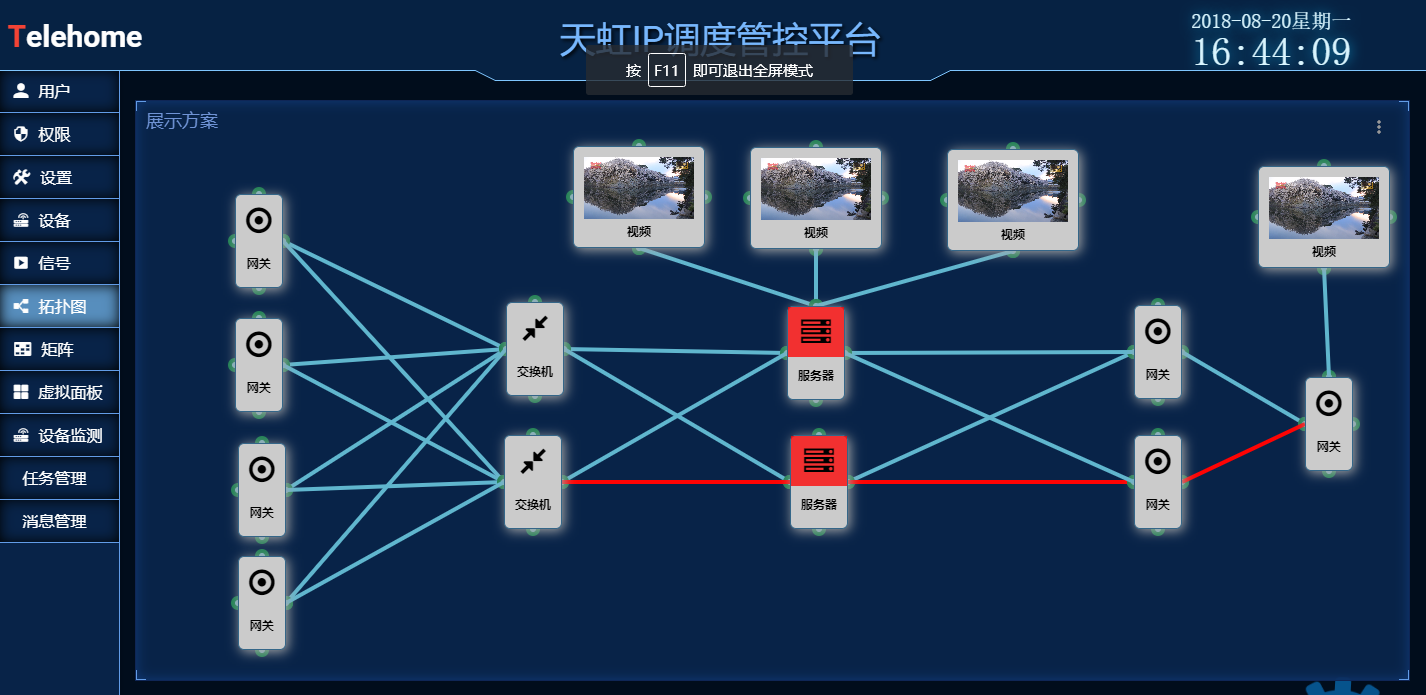 Telehome
天虹IP调度管控平台
2018-08-20星期一
16:44:09
按 F11 即可退出全屏模式
用户
权限
设置
设备
信号
拓扑图
矩阵
虚拟面板
设备监测
任务管理
消息管理
展示方案
视频
视频
视频
视频
网关
网关
网关
网关
交换机
交换机
服务器
服务器
网关
网关
网关